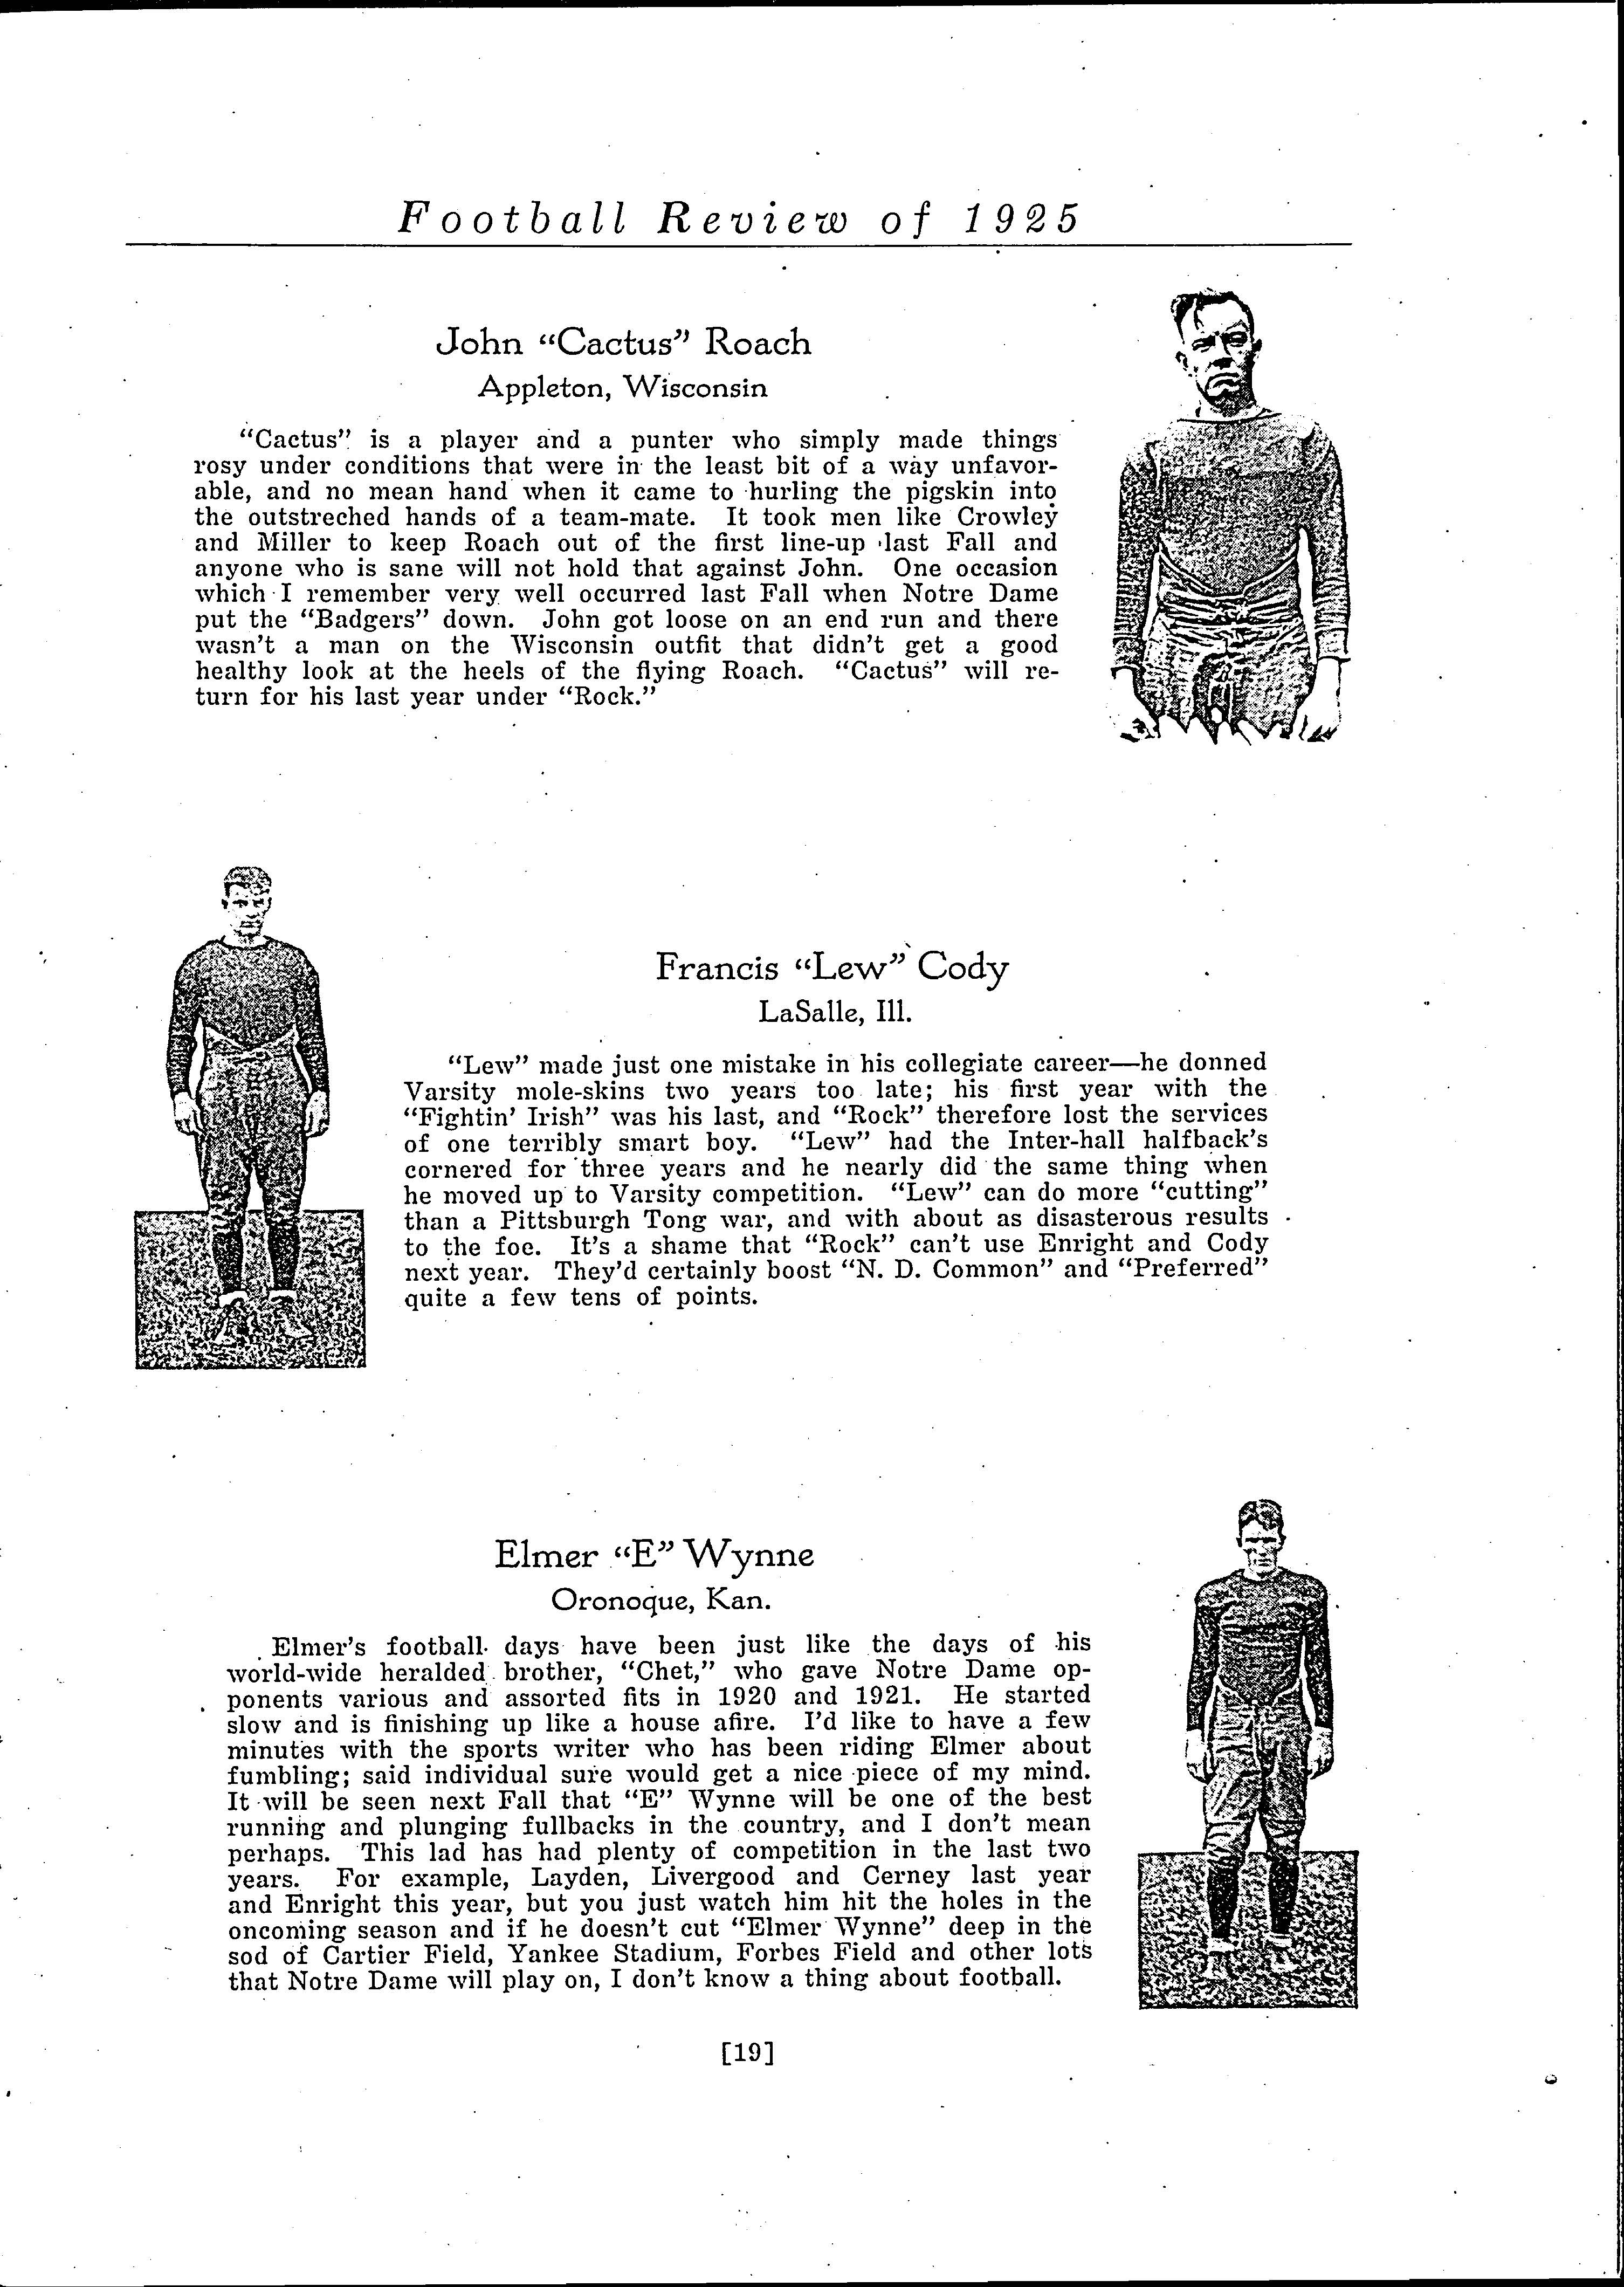 Football Review of 1925
John “Cactus” Roach
Appleton, Wisconsin
“Cactus” is a player and a punter who simply made things
rosy under conditions that were in the least bit of a way unfavor-
able, and no mean hand when it came to hurling the pigskin into
the outstreched hands of a team-mate. It took men like Crowley
and Miller to keep Roach out of the first line-up last Fall and
anyone who is sane will not hold that against John. One occasion
which I remember very well occurred last Fall when Notre Dame
put the “Badgers” down. John got loose on an end run and there
wasn't a man on the Wisconsin outfit that didn't get a good
healthy look at the heels of the flying Roach. “Cactus” will re-
turn for his last year under “Rock.”
Francis “Lew” Cody
LaSalle, Ill.
“Lew” made just one mistake in his collegiate career—he donned
Varsity mole-skins two years too late; his first year with the
“Fightin' Irish” was his last, and “Rock” therefore lost the services
of one terribly smart boy. “Lew” had the Inter-hall halfback's
cornered for three years and he nearly did the same thing when
he moved up to Varsity competition. “Lew” can do more “cutting”
than a Pittsburgh Tong war, and with about as disasterous results
to the foe. It's a shame that “Rock” can't use Enright and Cody
next year. They'd certainly boost “N. D. Common” and “Preferred”
quite a few tens of points.
Elmer “E” Wynne
Oronoque, Kan.
Elmer's football days have been just like the days of his
world-wide heralded brother, “Chet,” who gave Notre Dame op-
ponents various and assorted fits in 1920 and 1921. He started
slow and is finishing up like a house afire. I'd like to have a few
minutes with the sports writer who has been riding Elmer about
fumbling; said individual sure would get a nice piece of my mind.
It will be seen next Fall that “E” Wynne will be one of the best
running and plunging fullbacks in the country, and I don't mean
perhaps. This lad has had plenty of competition in the last two
years. For example, Layden, Livergood and Cerney last year
and Enright this year, but you just watch him hit the holes in the
oncoming season and if he doesn't cut “Elmer Wynne” deep in the
sod of Cartier Field, Yankee Stadium, Forbes Field and other lots
that Notre Dame will play on, I don't know a thing about football.
[19]